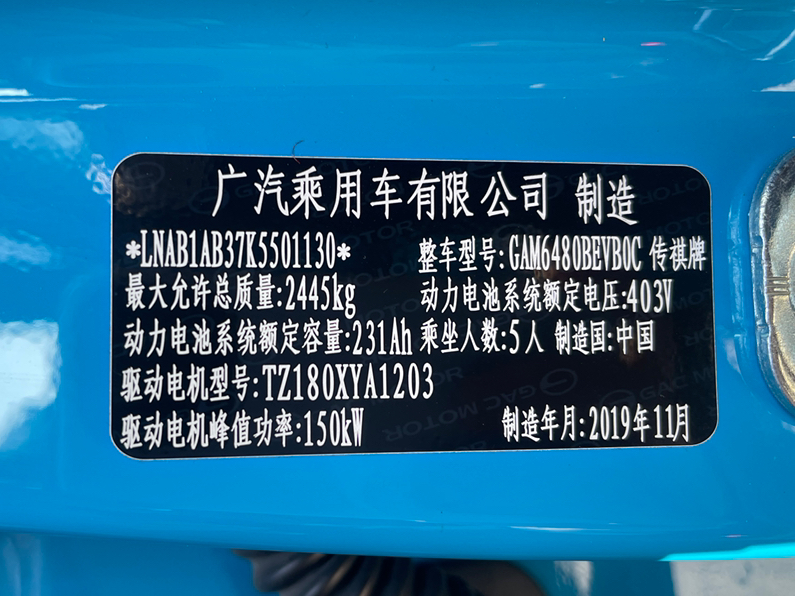 广汽乘用车有限公司 制造
*LNAB1AB37K5501130* 整车型号:GAM6480BEVB0C 传祺牌
最大允许总质量:2445kg 动力电池系统额定电压:403V
动力电池系统额定容量:231Ah 乘坐人数:5人 制造国:中国
驱动电机型号:TZ180XYA1203
驱动电机峰值功率:150kW 制造年月:2019年11月
GAC MOTOR